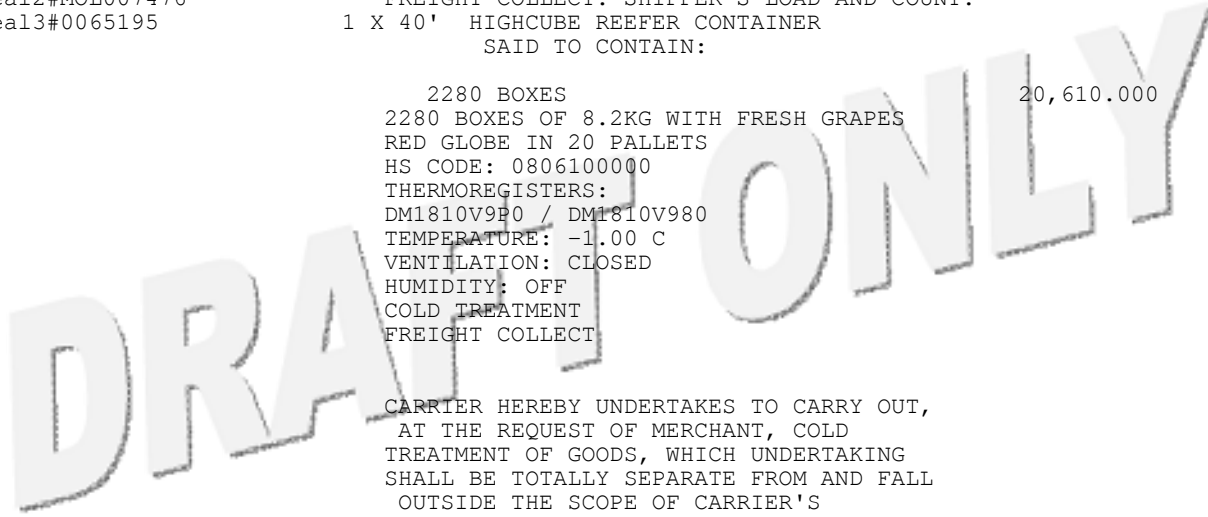 eal2#MOL007476 FREIGHT COLLECT. SHIPPER'S LOAD AND COUNT.
eal3#0065195 1 X 40' HIGHCUBE REEFER CONTAINER
SAID TO CONTAIN:
2280 BOXES 20,610.000
2280 BOXES OF 8.2KG WITH FRESH GRAPES
RED GLOBE IN 20 PALLETS
HS CODE: 0806100000
THERMOREGISTERS:
DM1810V9P0 / DM1810V980
TEMPERATURE: -1.00 C
VENTILATION: CLOSED
HUMIDITY: OFF
COLD TREATMENT
FREIGHT COLLECT
CARRIER HEREBY UNDERTAKES TO CARRY OUT,
AT THE REQUEST OF MERCHANT, COLD
TREATMENT OF GOODS, WHICH UNDERTAKING
SHALL BE TOTALLY SEPARATE FROM AND FALL
OUTSIDE THE SCOPE OF CARRIER'S
DRAFT ONLY